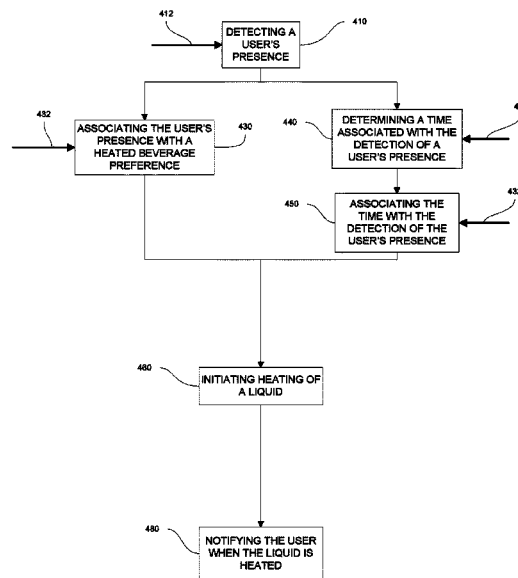 412
DETECTING A
USER'S
PRESENCE
410
432
ASSOCIATING THE USER'S
PRESENCE WITH A
HEATED BEVERAGE
PREFERENCE
430
440
DETERMINING A TIME
ASSOCIATED WITH THE
DETECTION OF A
USER'S PRESENCE
450
ASSOCIATING THE
TIME WITH THE
DETECTION OF THE
USER'S PRESENCE
460
INITIATING HEATING OF
A LIQUID
480
NOTIFYING THE USER
WHEN THE LIQUID IS
HEATED